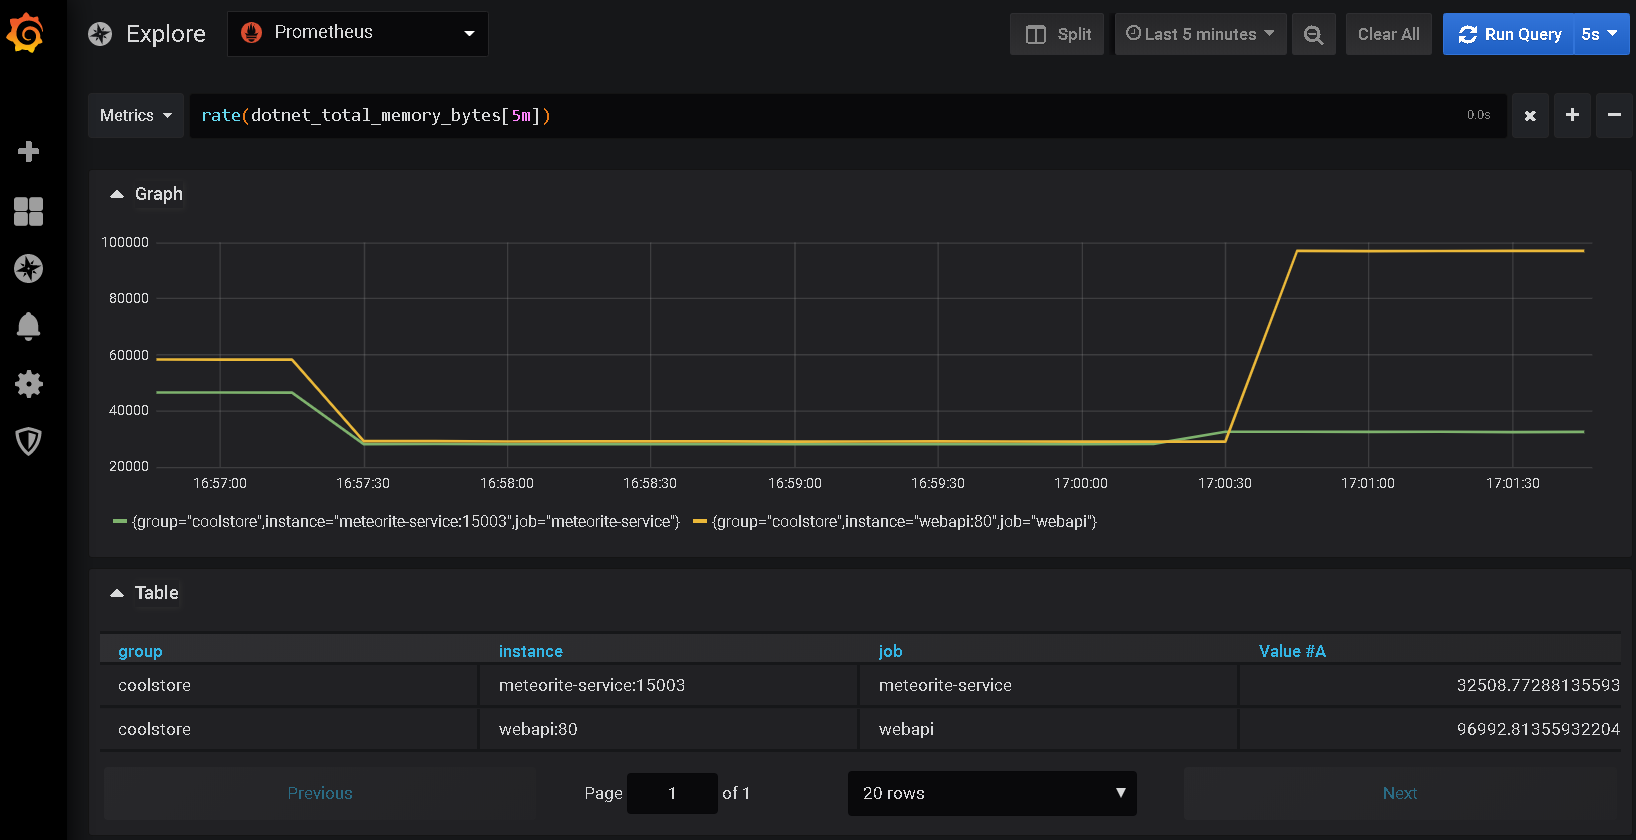 Explore
Prometheus
Split
Last 5 minutes
Clear All
Run Query
5s
Metrics
rate(dotnet_total_memory_bytes[5m])
0.0s
Graph
100000
80000
60000
40000
20000
16:57:00 16:57:30 16:58:00 16:58:30 16:59:00 16:59:30 17:00:00 17:00:30 17:01:00 17:01:30
{group="coolstore",instance="meteorite-service:15003",job="meteorite-service"} {group="coolstore",instance="webapi:80",job="webapi"}
Table
group instance job Value #A
coolstore meteorite-service:15003 meteorite-service 32508.77288135593
coolstore webapi:80 webapi 96992.81355932204
Previous Page 1 of 1 20 rows Next